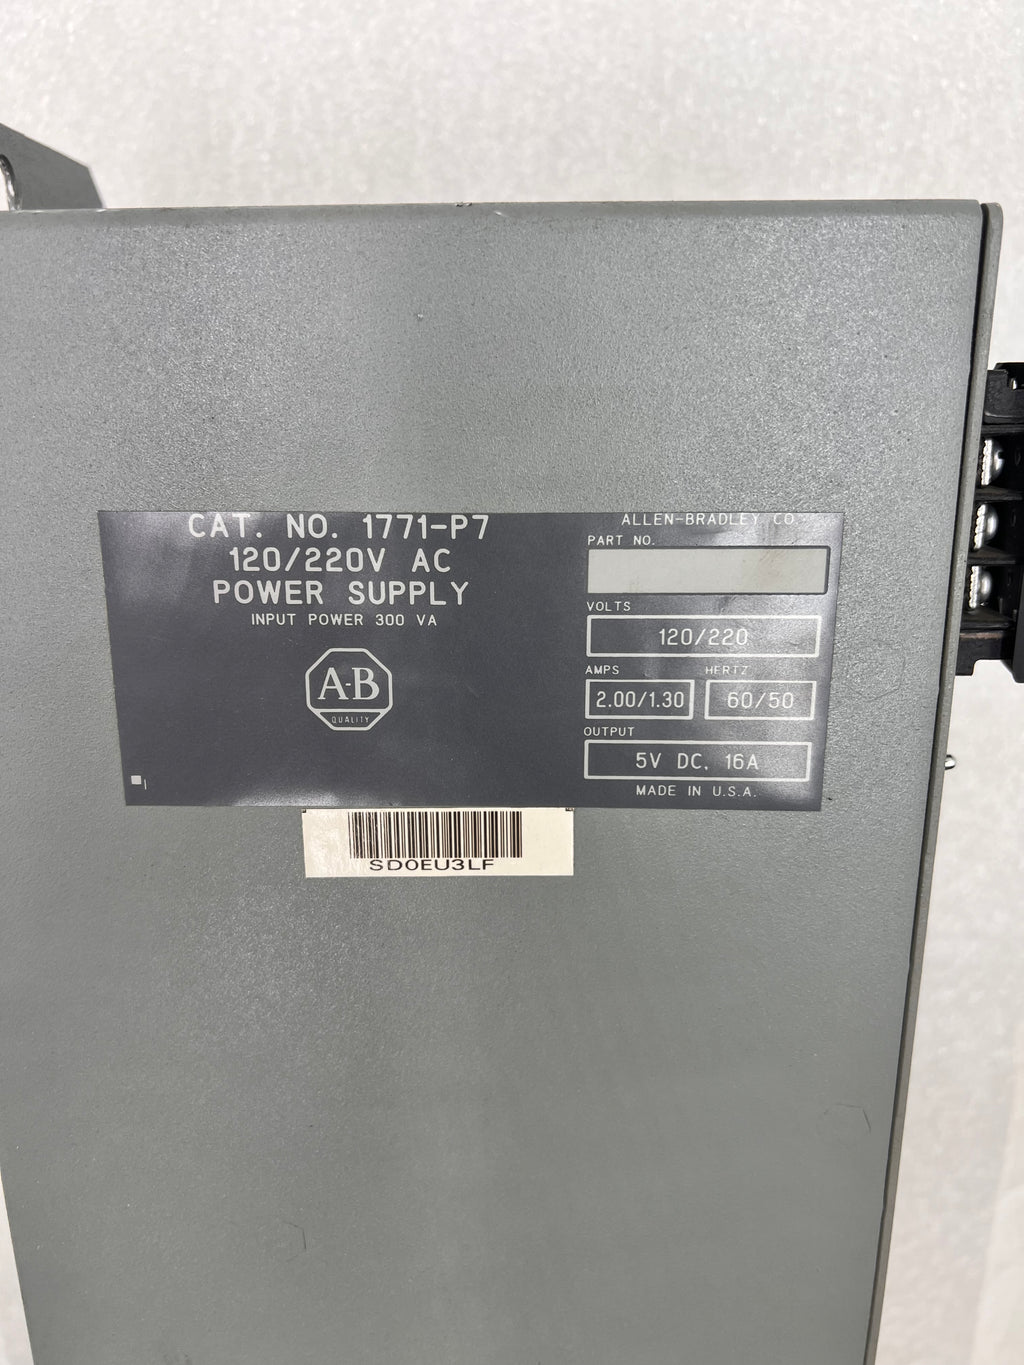 CAT. NO. 1771-P7
120/220V AC
POWER SUPPLY
INPUT POWER 300 VA
A-B
QUALITY
ALLEN-BRADLEY CO.
PART NO.
VOLTS
120/220
AMPS HERTZ
2.00/1.30 60/50
OUTPUT
5V DC, 16A
MADE IN U.S.A.
SD0EU3LF